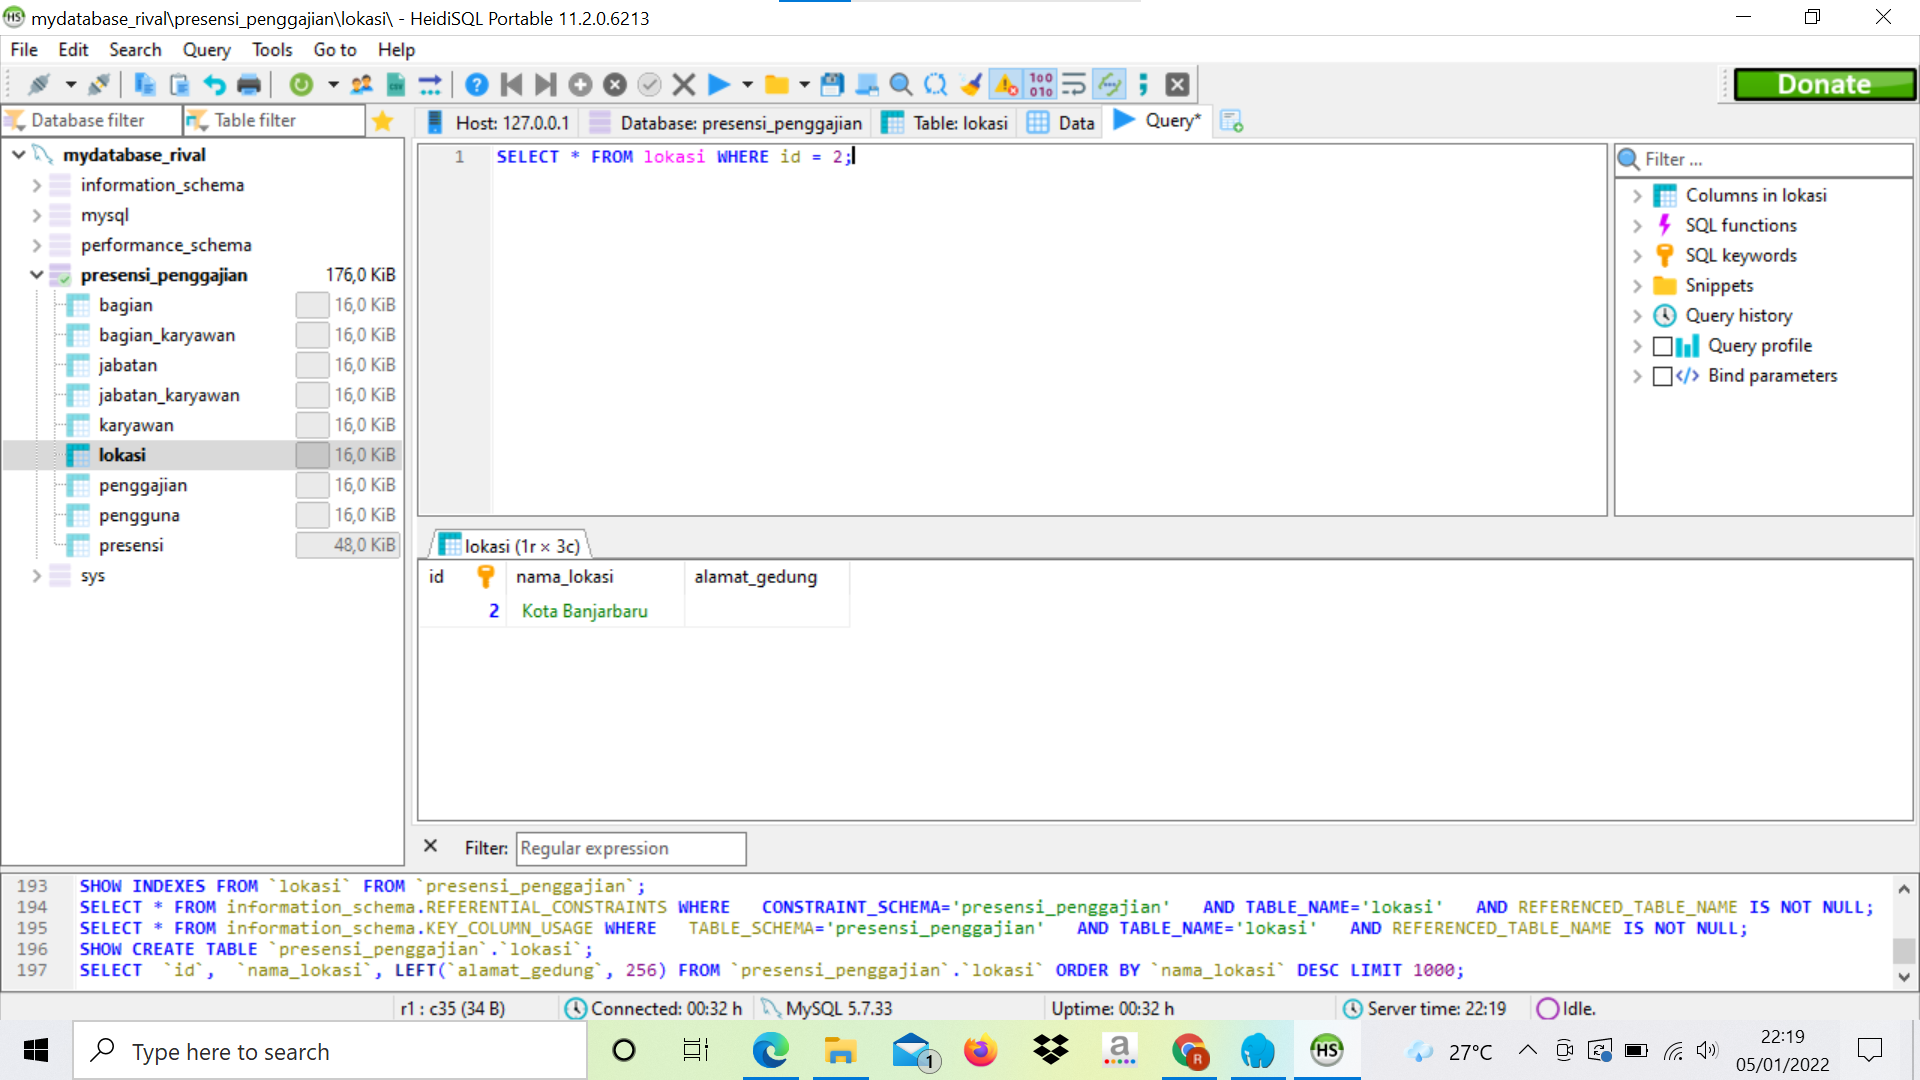 mydatabase_rival\presensi_penggajian\lokasi\ - HeidiSQL Portable 11.2.0.6213
File Edit Search Query Tools Go to Help
Donate
Database filter
Table filter
Host: 127.0.0.1
Database: presensi_penggajian
Table: lokasi
Data
Query*
mydatabase_rival
information_schema
mysql
performance_schema
presensi_penggajian 176,0 KiB
bagian 16,0 KiB
bagian_karyawan 16,0 KiB
jabatan 16,0 KiB
jabatan_karyawan 16,0 KiB
karyawan 16,0 KiB
lokasi 16,0 KiB
penggajian 16,0 KiB
pengguna 16,0 KiB
presensi 48,0 KiB
sys
1 SELECT * FROM lokasi WHERE id = 2;
Filter ...
Columns in lokasi
SQL functions
SQL keywords
Snippets
Query history
Query profile
Bind parameters
lokasi (1r × 3c)
id nama_lokasi alamat_gedung
2 Kota Banjarbaru
Filter: Regular expression
193 SHOW INDEXES FROM `lokasi` FROM `presensi_penggajian`;
194 SELECT * FROM information_schema.REFERENTIAL_CONSTRAINTS WHERE CONSTRAINT_SCHEMA='presensi_penggajian' AND TABLE_NAME='lokasi' AND REFERENCED_TABLE_NAME IS NOT NULL;
195 SELECT * FROM information_schema.KEY_COLUMN_USAGE WHERE TABLE_SCHEMA='presensi_penggajian' AND TABLE_NAME='lokasi' AND REFERENCED_TABLE_NAME IS NOT NULL;
196 SHOW CREATE TABLE `presensi_penggajian`.`lokasi`;
197 SELECT `id`, `nama_lokasi`, LEFT(`alamat_gedung`, 256) FROM `presensi_penggajian`.`lokasi` ORDER BY `nama_lokasi` DESC LIMIT 1000;
r1 : c35 (34 B)
Connected: 00:32 h
MySQL 5.7.33
Uptime: 00:32 h
Server time: 22:19
Idle.
Type here to search
1
a
R
HS
27°C
22:19
05/01/2022